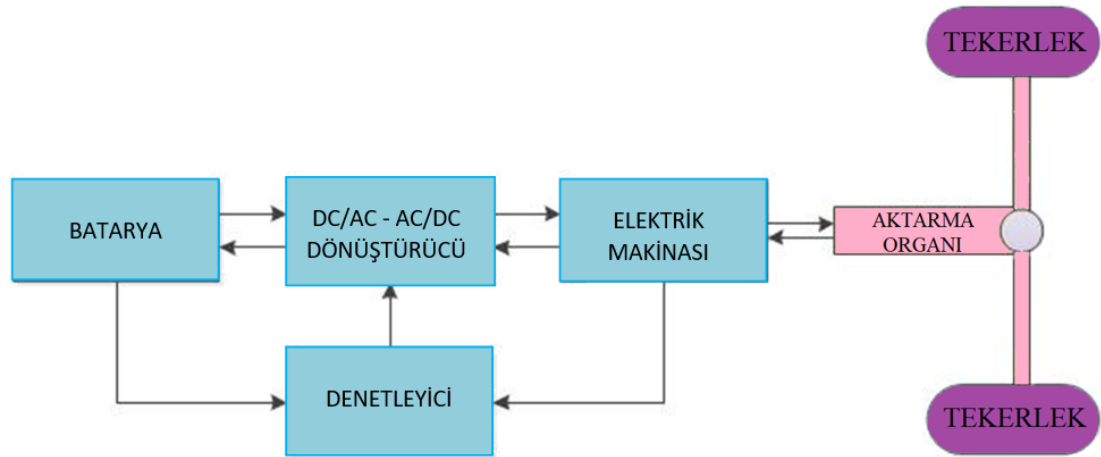 TEKERLEK
BATARYA
DC/AC - AC/DC
DÖNÜŞTÜRÜCÜ
ELEKTRİK
MAKİNASI
AKTARMA
ORGANI
DENETLEYİCİ
TEKERLEK